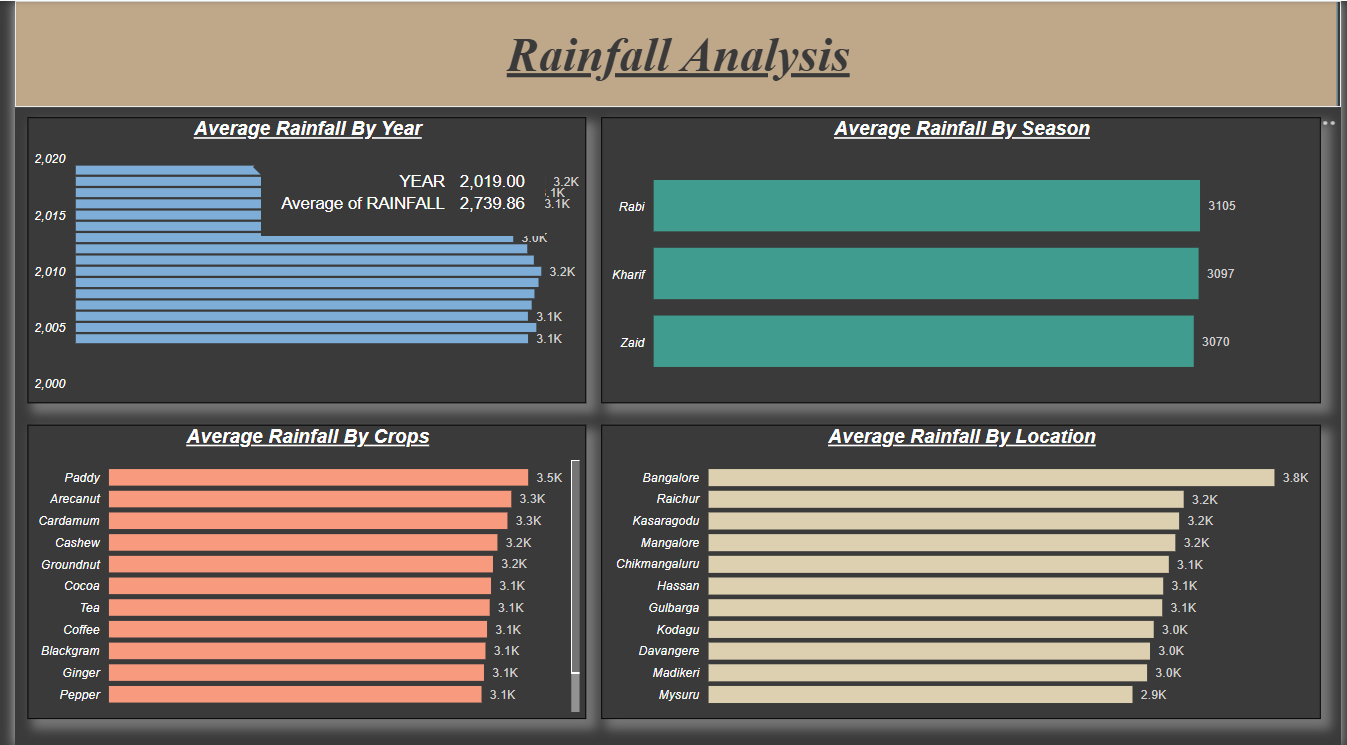 Rainfall Analysis
Average Rainfall By Year
2,020
YEAR 2,019.00
3.2K
.1K
Average of RAINFALL 2,739.86
3.1K
2,015
3.0K
2,010
3.2K
3.1K
2,005
3.1K
2,000
Average Rainfall By Season
Rabi 3105
Kharif 3097
Zaid 3070
Average Rainfall By Crops
Paddy 3.5K
Arecanut 3.3K
Cardamum 3.3K
Cashew 3.2K
Groundnut 3.2K
Cocoa 3.1K
Tea 3.1K
Coffee 3.1K
Blackgram 3.1K
Ginger 3.1K
Pepper 3.1K
Average Rainfall By Location
Bangalore 3.8K
Raichur 3.2K
Kasaragodu 3.2K
Mangalore 3.2K
Chikmangaluru 3.1K
Hassan 3.1K
Gulbarga 3.1K
Kodagu 3.0K
Davangere 3.0K
Madikeri 3.0K
Mysuru 2.9K